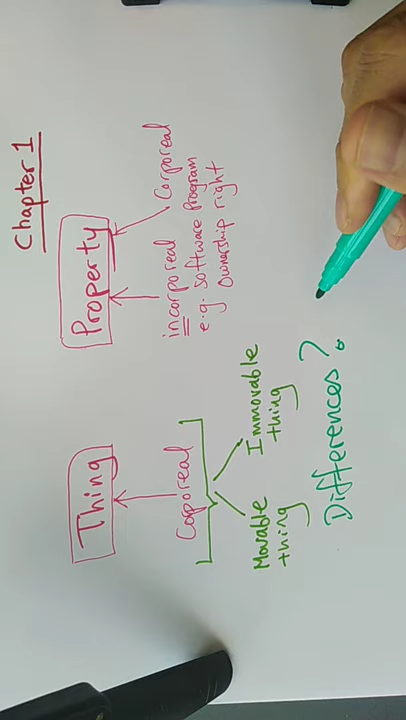 Chapter 1
Thing
Property
Corporeal
incorporeal
Corporeal
e.g. Software Program
Ownership right
Movable
thing
Immovable
thing
Differences?